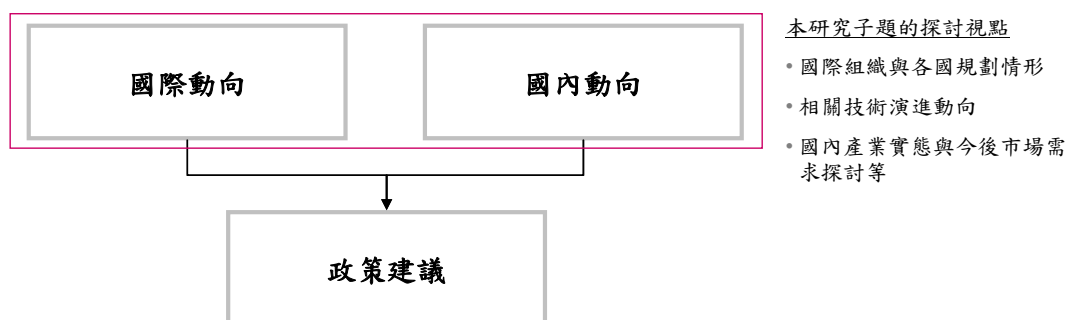 國際動向
國內動向
政策建議
本研究子題的探討視點
•國際組織與各國規劃情形
•相關技術演進動向
•國內產業實態與今後市場需
求探討等